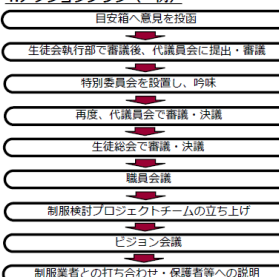 目安箱へ意見を投函
生徒会執行部で審議後、代議員会に提出・審議
特別委員会を設置し、吟味
再度、代議員会で審議・決議
生徒総会で審議・決議
職員会議
制服検討プロジェクトチームの立ち上げ
ビジョン会議
制服業者との打ち合わせ・保護者等への説明